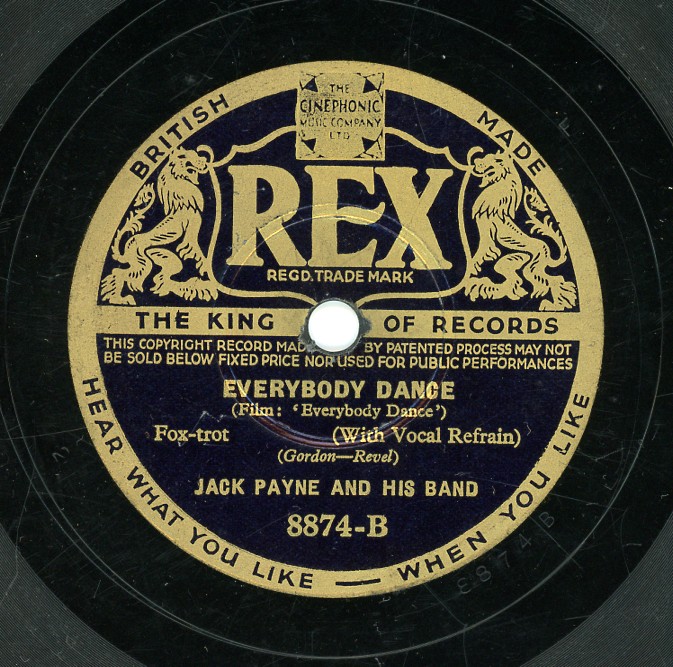 THE
CINEPHONIC
MUSIC COMPANY
LTD
BRITISH MADE
REX
REGD. TRADE MARK
THE KING OF RECORDS
THIS COPYRIGHT RECORD MADE BY PATENTED PROCESS MAY NOT
BE SOLD BELOW FIXED PRICE NOR USED FOR PUBLIC PERFORMANCES
EVERYBODY DANCE
(Film: ‘Everybody Dance’)
Fox-trot (With Vocal Refrain)
(Gordon—Revel)
JACK PAYNE AND HIS BAND
8874-B
HEAR WHAT YOU LIKE — WHEN YOU LIKE
8874 B